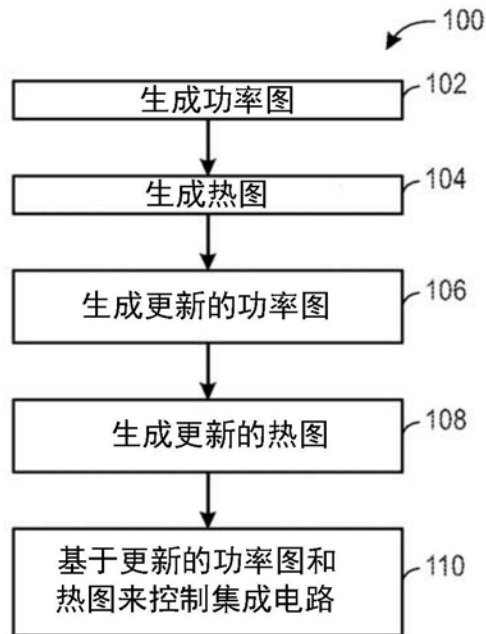 100
生成功率图
102
生成热图
104
生成更新的功率图
106
生成更新的热图
108
基于更新的功率图和
热图来控制集成电路
110